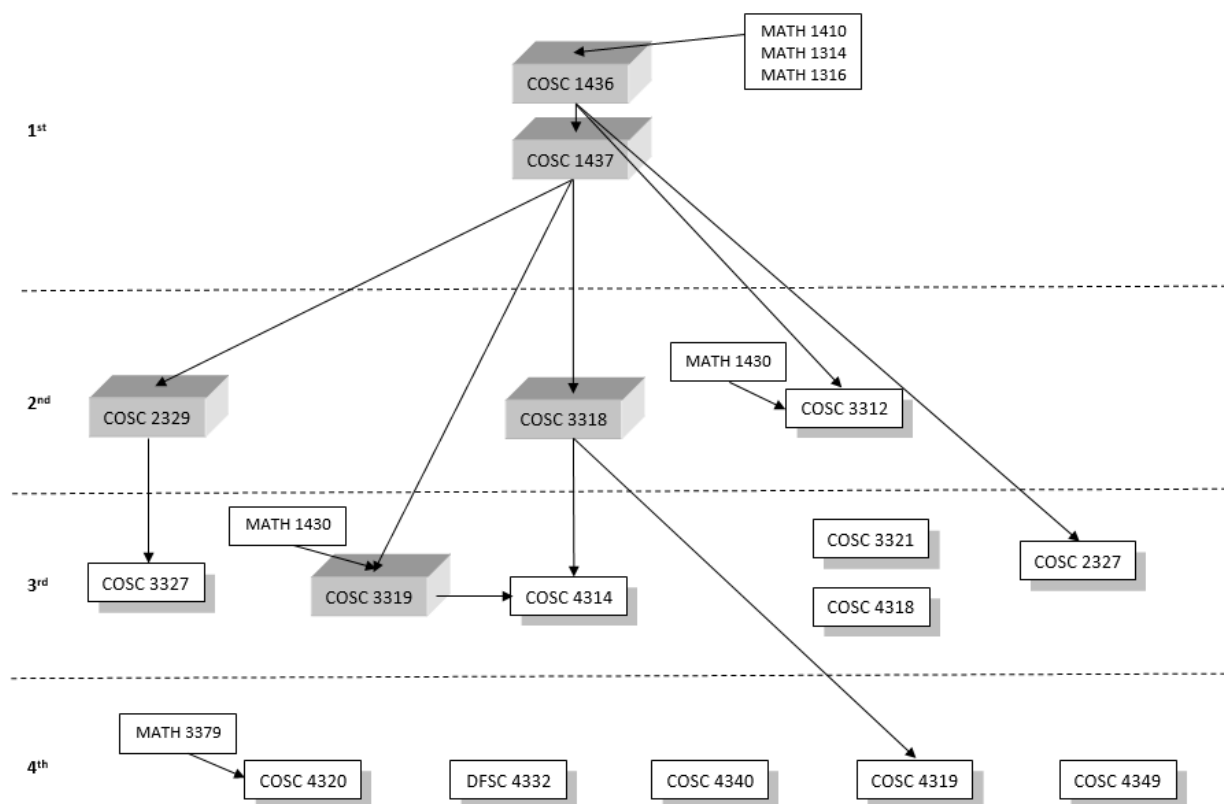 MATH 1410
MATH 1314
MATH 1316
COSC 1436
1st
COSC 1437
MATH 1430
2nd
COSC 2329
COSC 3318
COSC 3312
MATH 1430
COSC 3321
COSC 2327
3rd
COSC 3327
COSC 3319
COSC 4314
COSC 4318
MATH 3379
4th
COSC 4320
DFSC 4332
COSC 4340
COSC 4319
COSC 4349